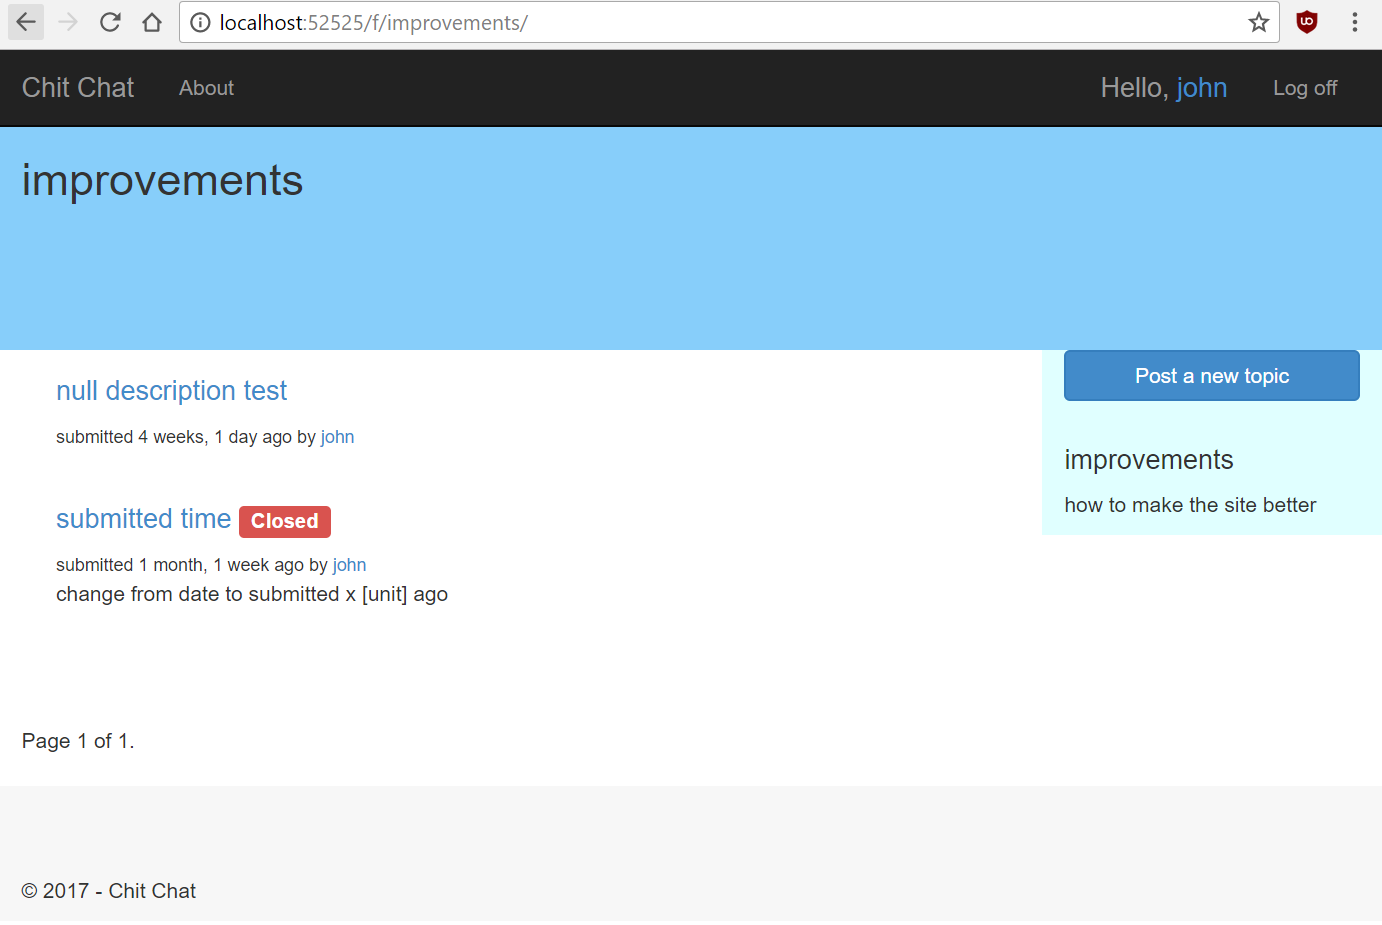 localhost:52525/f/improvements/
Chit Chat About Hello, john Log off
improvements
Post a new topic
null description test
submitted 4 weeks, 1 day ago by john
improvements
how to make the site better
submitted time Closed
submitted 1 month, 1 week ago by john
change from date to submitted x [unit] ago
Page 1 of 1.
© 2017 - Chit Chat